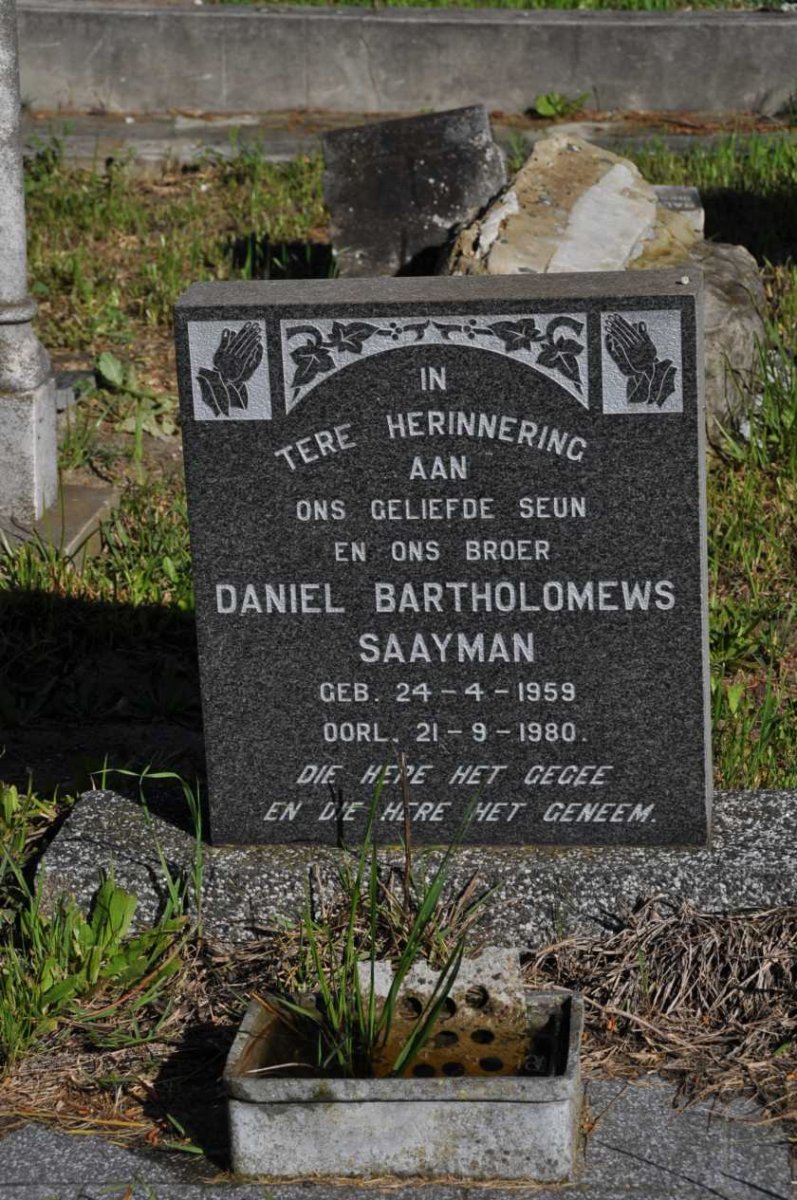 IN
TERE HERINNERING
AAN
ONS GELIEFDE SEUN
EN ONS BROER
DANIEL BARTHOLOMEWS
SAAYMAN
GEB. 24-4-1959
OORL. 21-9-1980.
DIE HERE HET GEGEE
EN DIE HERE HET GENEEM.